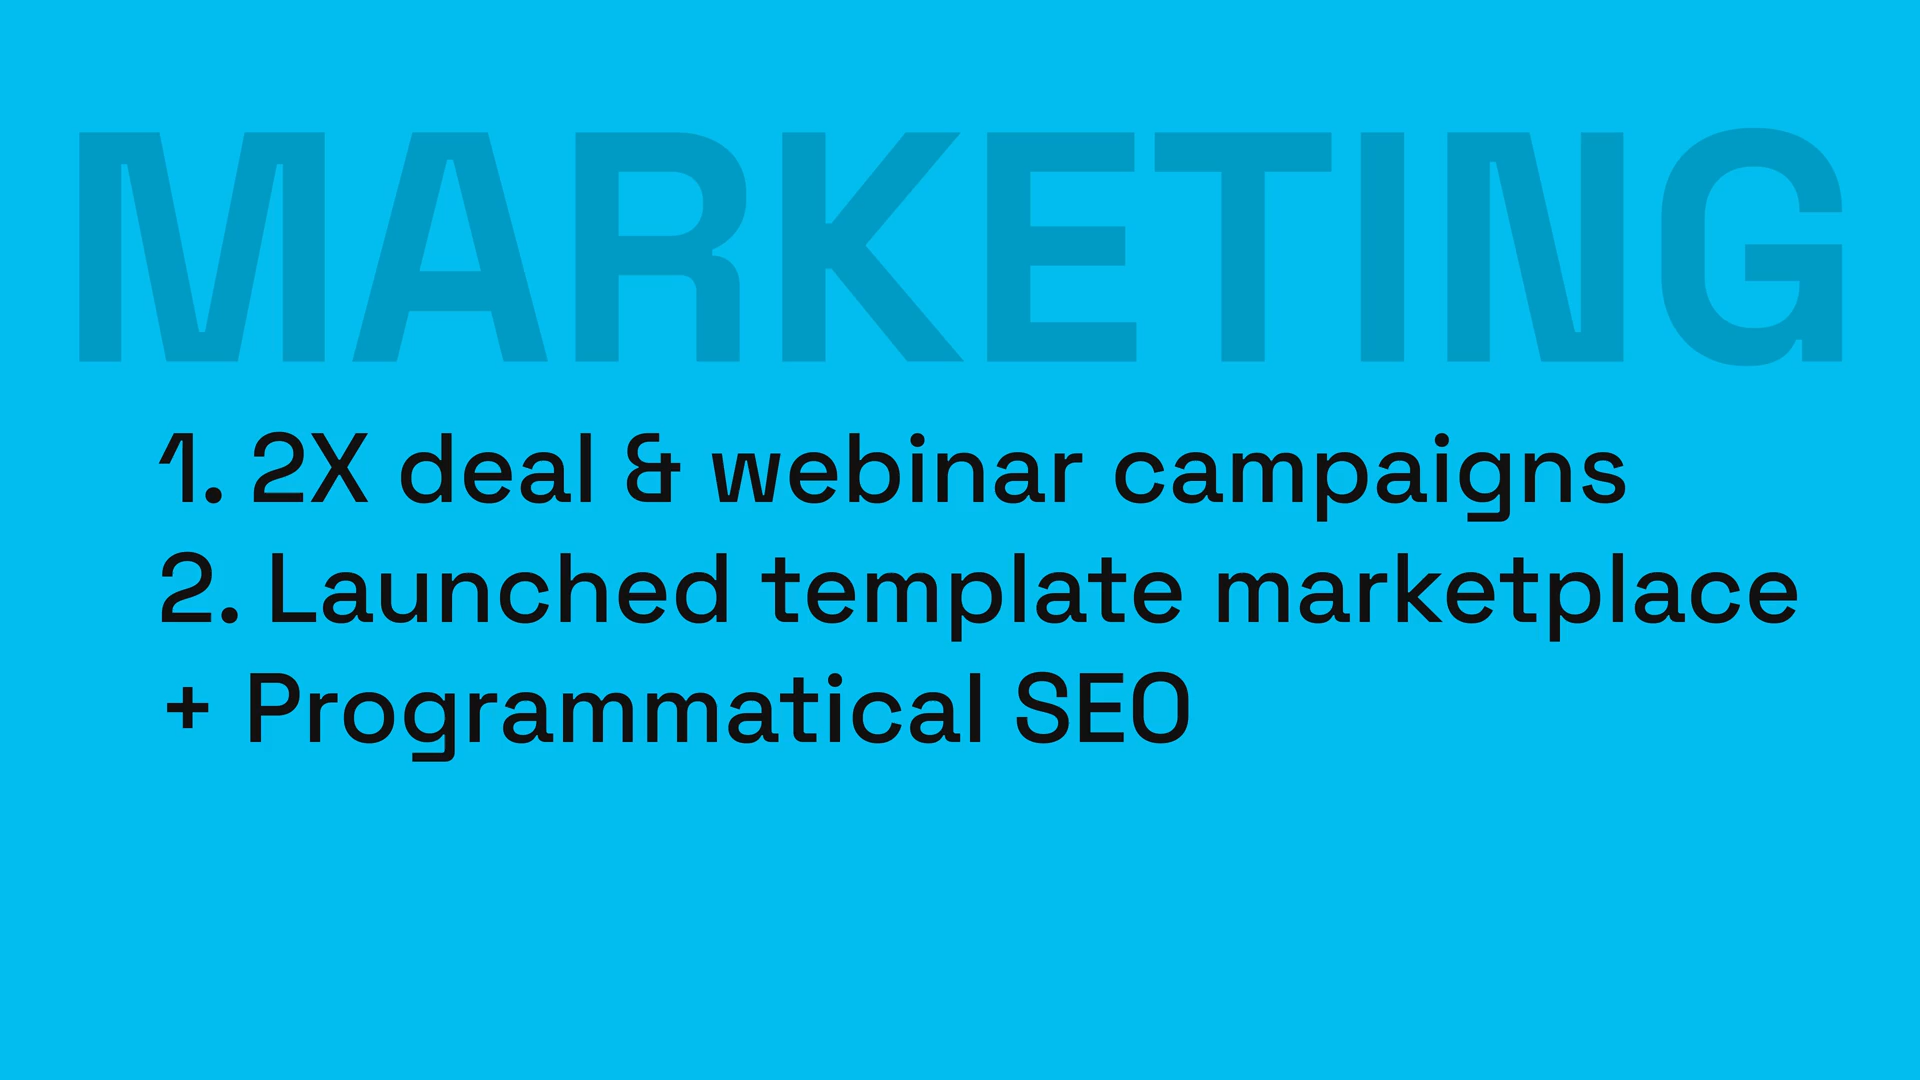 MARKETING
1. 2X deal & webinar campaigns
2. Launched template marketplace
+ Programmatical SEO